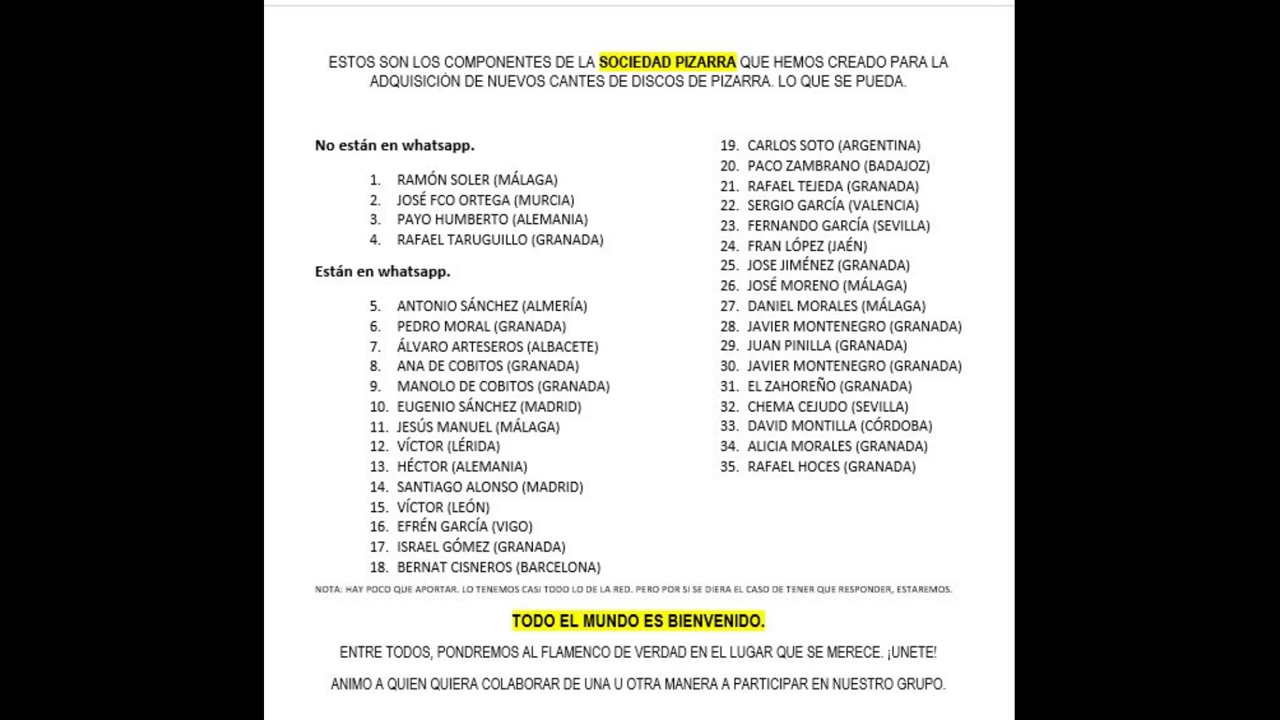 ESTOS SON LOS COMPONENTES DE LA SOCIEDAD PIZARRA QUE HEMOS CREADO PARA LA
ADQUISICIÓN DE NUEVOS CANTES DE DISCOS DE PIZARRA. LO QUE SE PUEDA.
No están en whatsapp.
1. RAMÓN SOLER (MÁLAGA)
2. JOSÉ FCO ORTEGA (MURCIA)
3. PAYO HUMBERTO (ALEMANIA)
4. RAFAEL TARUGUILLO (GRANADA)
Están en whatsapp.
5. ANTONIO SÁNCHEZ (ALMERÍA)
6. PEDRO MORAL (GRANADA)
7. ÁLVARO ARTESEROS (ALBACETE)
8. ANA DE COBITOS (GRANADA)
9. MANOLO DE COBITOS (GRANADA)
10. EUGENIO SÁNCHEZ (MADRID)
11. JESÚS MANUEL (MÁLAGA)
12. VÍCTOR (LÉRIDA)
13. HÉCTOR (ALEMANIA)
14. SANTIAGO ALONSO (MADRID)
15. VÍCTOR (LEÓN)
16. EFRÉN GARCÍA (VIGO)
17. ISRAEL GÓMEZ (GRANADA)
18. BERNAT CISNEROS (BARCELONA)
19. CARLOS SOTO (ARGENTINA)
20. PACO ZAMBRANO (BADAJOZ)
21. RAFAEL TEJEDA (GRANADA)
22. SERGIO GARCÍA (VALENCIA)
23. FERNANDO GARCÍA (SEVILLA)
24. FRAN LÓPEZ (JAÉN)
25. JOSE JIMÉNEZ (GRANADA)
26. JOSÉ MORENO (MÁLAGA)
27. DANIEL MORALES (MÁLAGA)
28. JAVIER MONTENEGRO (GRANADA)
29. JUAN PINILLA (GRANADA)
30. JAVIER MONTENEGRO (GRANADA)
31. EL ZAHOREÑO (GRANADA)
32. CHEMA CEJUDO (SEVILLA)
33. DAVID MONTILLA (CÓRDOBA)
34. ALICIA MORALES (GRANADA)
35. RAFAEL HOCES (GRANADA)
NOTA: HAY POCO QUE APORTAR. LO TENEMOS CASI TODO LO DE LA RED. PERO POR SI SE DIERA EL CASO DE TENER QUE RESPONDER, ESTAREMOS.
TODO EL MUNDO ES BIENVENIDO.
ENTRE TODOS, PONDREMOS AL FLAMENCO DE VERDAD EN EL LUGAR QUE SE MERECE. ¡UNETE!
ANIMO A QUIEN QUIERA COLABORAR DE UNA U OTRA MANERA A PARTICIPAR EN NUESTRO GRUPO.